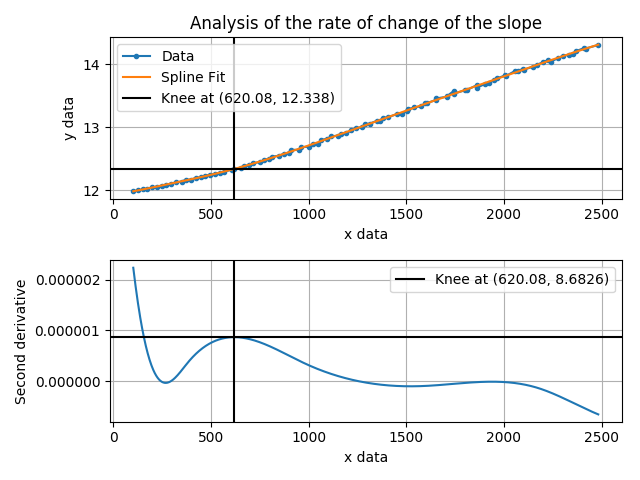 Analysis of the rate of change of the slope
Data
Spline Fit
Knee at (620.08, 12.338)
14
13
12
y data
0 500 1000 1500 2000 2500
x data
Knee at (620.08, 8.6826)
0.000002
0.000001
0.000000
Second derivative
0 500 1000 1500 2000 2500
x data